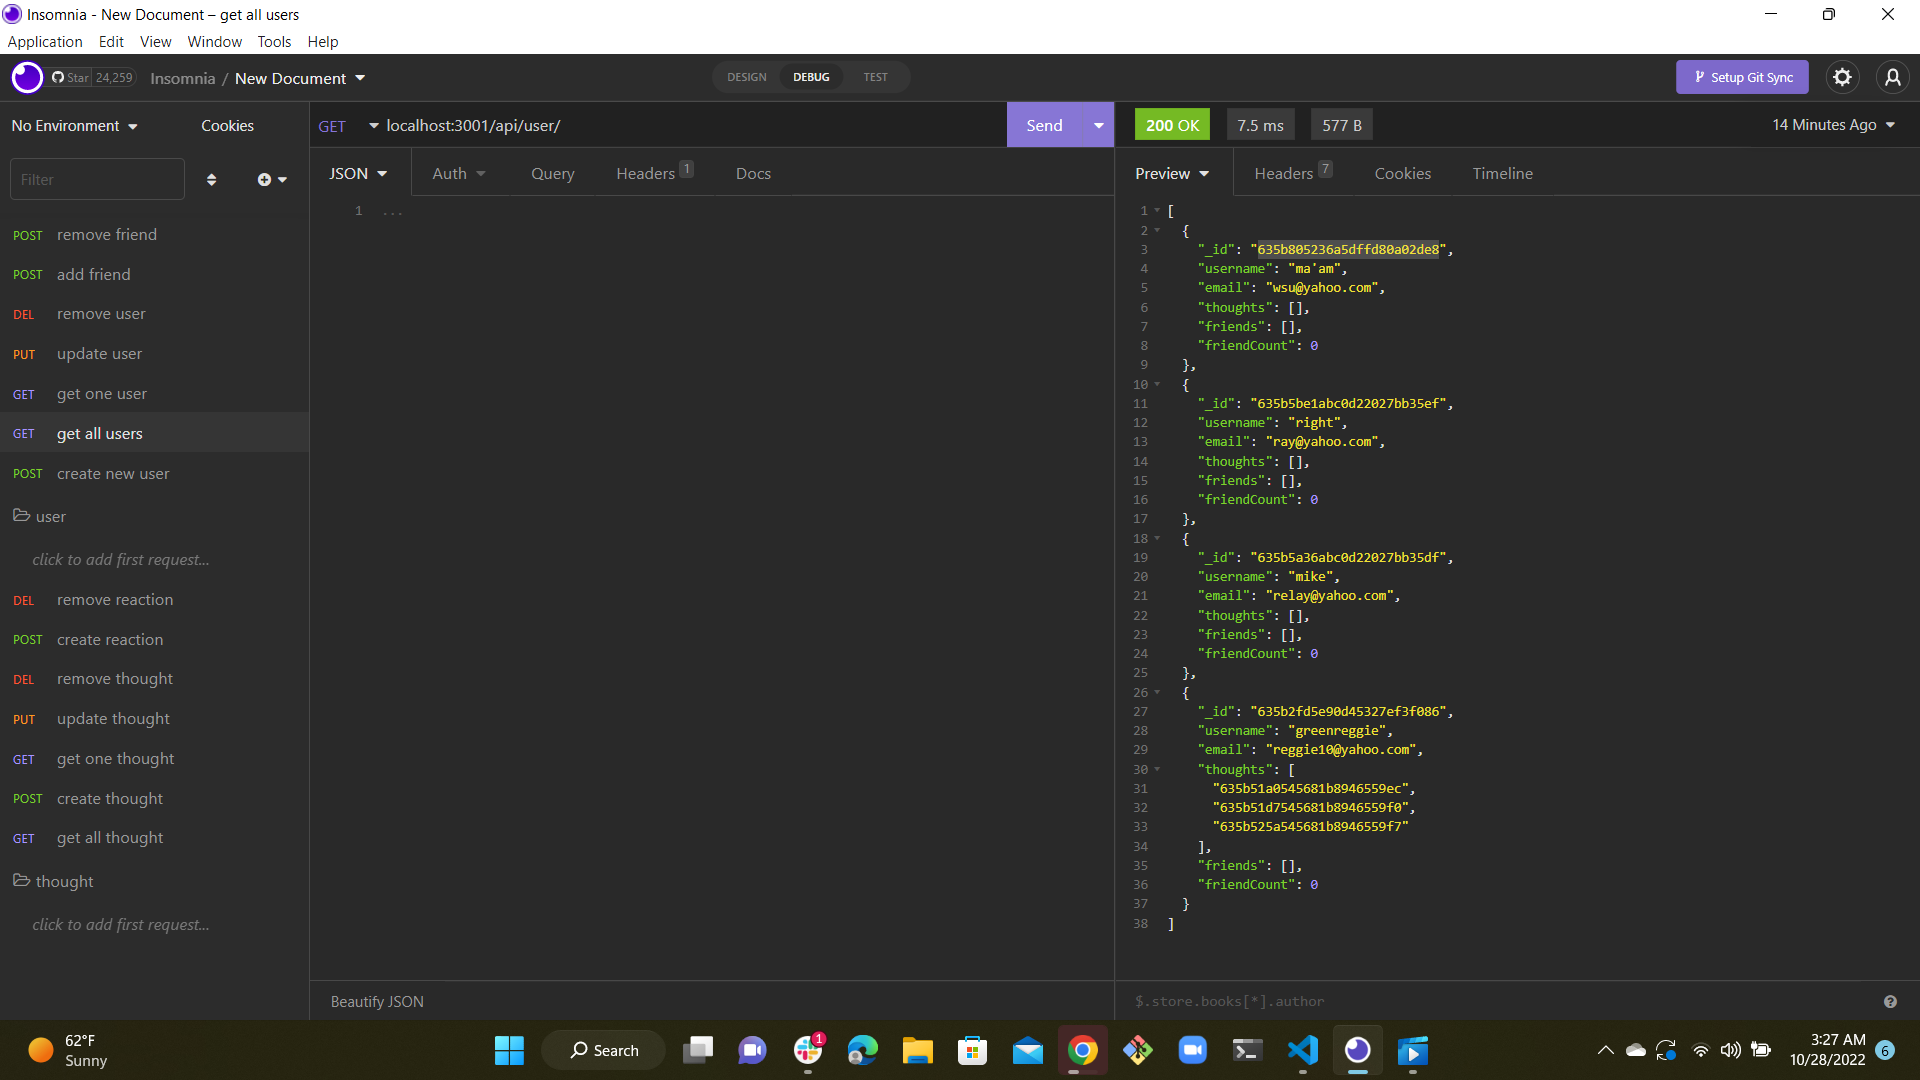 Insomnia - New Document – get all users
Application Edit View Window Tools Help
Star 24,259 Insomnia / New Document DESIGN DEBUG TEST Setup Git Sync
No Environment Cookies
GET localhost:3001/api/user/ Send
200 OK 7.5 ms 577 B 14 Minutes Ago
Filter
POST remove friend
POST add friend
DEL remove user
PUT update user
GET get one user
GET get all users
POST create new user
user
click to add first request...
DEL remove reaction
POST create reaction
DEL remove thought
PUT update thought
GET get one thought
POST create thought
GET get all thought
thought
click to add first request...
JSON Auth Query Headers 1 Docs
1 ...
Beautify JSON
Preview Headers 7 Cookies Timeline
1 [
2 {
3 "_id": "635b805236a5dffd80a02de8",
4 "username": "ma'am",
5 "email": "wsu@yahoo.com",
6 "thoughts": [],
7 "friends": [],
8 "friendCount": 0
9 },
10 {
11 "_id": "635b5be1abc0d22027bb35ef",
12 "username": "right",
13 "email": "ray@yahoo.com",
14 "thoughts": [],
15 "friends": [],
16 "friendCount": 0
17 },
18 {
19 "_id": "635b5a36abc0d22027bb35df",
20 "username": "mike",
21 "email": "relay@yahoo.com",
22 "thoughts": [],
23 "friends": [],
24 "friendCount": 0
25 },
26 {
27 "_id": "635b2fd5e90d45327ef3f086",
28 "username": "greenreggie",
29 "email": "reggie10@yahoo.com",
30 "thoughts": [
31 "635b51a0545681b8946559ec",
32 "635b51d7545681b8946559f0",
33 "635b525a545681b8946559f7"
34 ],
35 "friends": [],
36 "friendCount": 0
37 }
38 ]
$.store.books[*].author
62°F
Sunny
Search
1
3:27 AM
10/28/2022
6